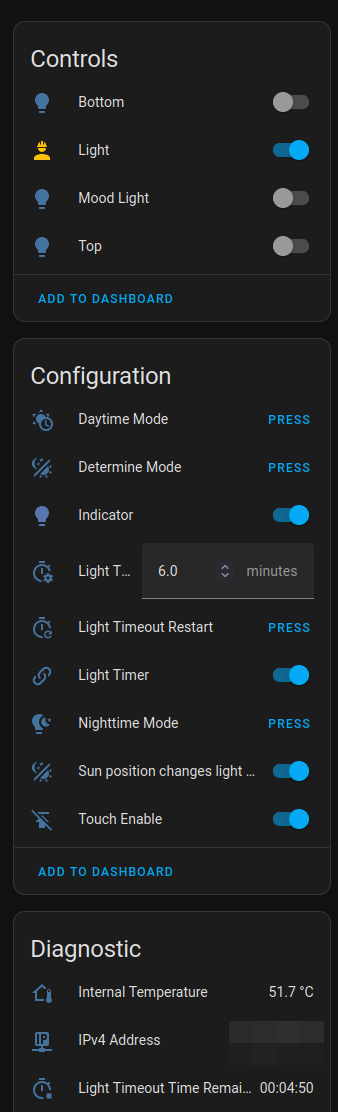 Controls
Bottom
Light
Mood Light
Top
ADD TO DASHBOARD
Configuration
Daytime Mode PRESS
Determine Mode PRESS
Indicator
Light T... 6.0 minutes
Light Timeout Restart PRESS
Light Timer
Nighttime Mode PRESS
Sun position changes light ...
Touch Enable
ADD TO DASHBOARD
Diagnostic
Internal Temperature 51.7 °C
IPv4 Address
Light Timeout Time Remai... 00:04:50